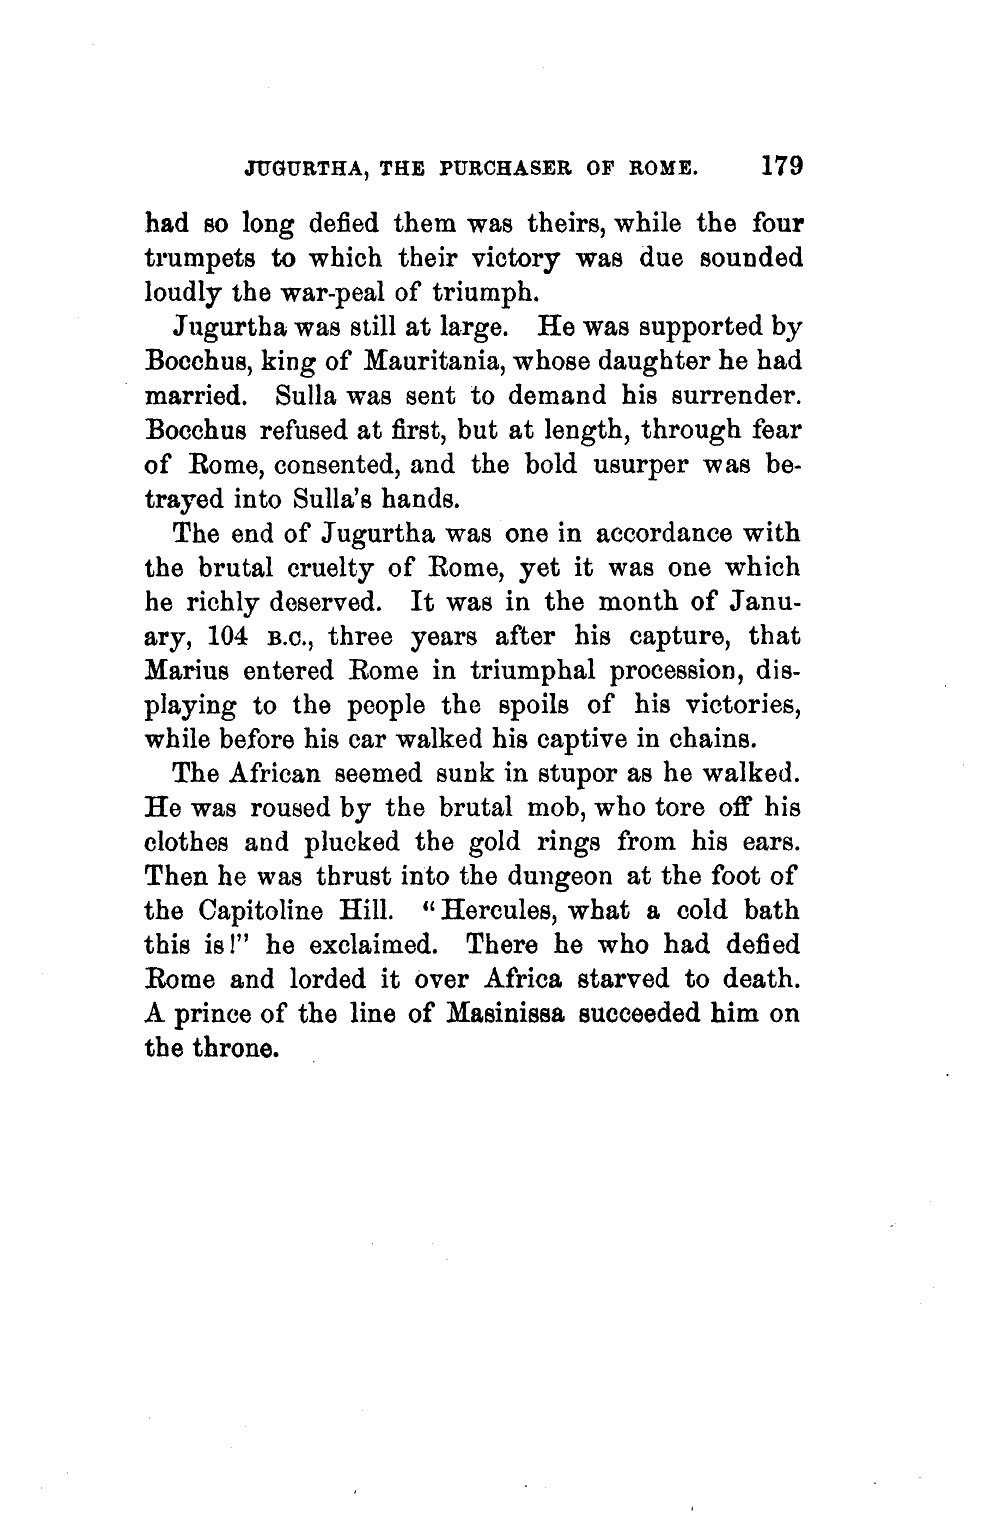 JUGURTHA, THE PURCHASER OF ROME. 179
had so long defied them was theirs, while the four
trumpets to which their victory was due sounded
loudly the war-peal of triumph.
Jugurtha was still at large. He was supported by
Bocchus, king of Mauritania, whose daughter he had
married. Sulla was sent to demand his surrender.
Bocchus refused at first, but at length, through fear
of Rome, consented, and the bold usurper was be-
trayed into Sulla's hands.
The end of Jugurtha was one in accordance with
the brutal cruelty of Rome, yet it was one which
he richly deserved. It was in the month of Janu-
ary, 104 B.C., three years after his capture, that
Marius entered Rome in triumphal procession, dis-
playing to the people the spoils of his victories,
while before his car walked his captive in chains.
The African seemed sunk in stupor as he walked.
He was roused by the brutal mob, who tore off his
clothes and plucked the gold rings from his ears.
Then he was thrust into the dungeon at the foot of
the Capitoline Hill. "Hercules, what a cold bath
this is!" he exclaimed. There he who had defied
Rome and lorded it over Africa starved to death.
A prince of the line of Masinissa succeeded him on
the throne.